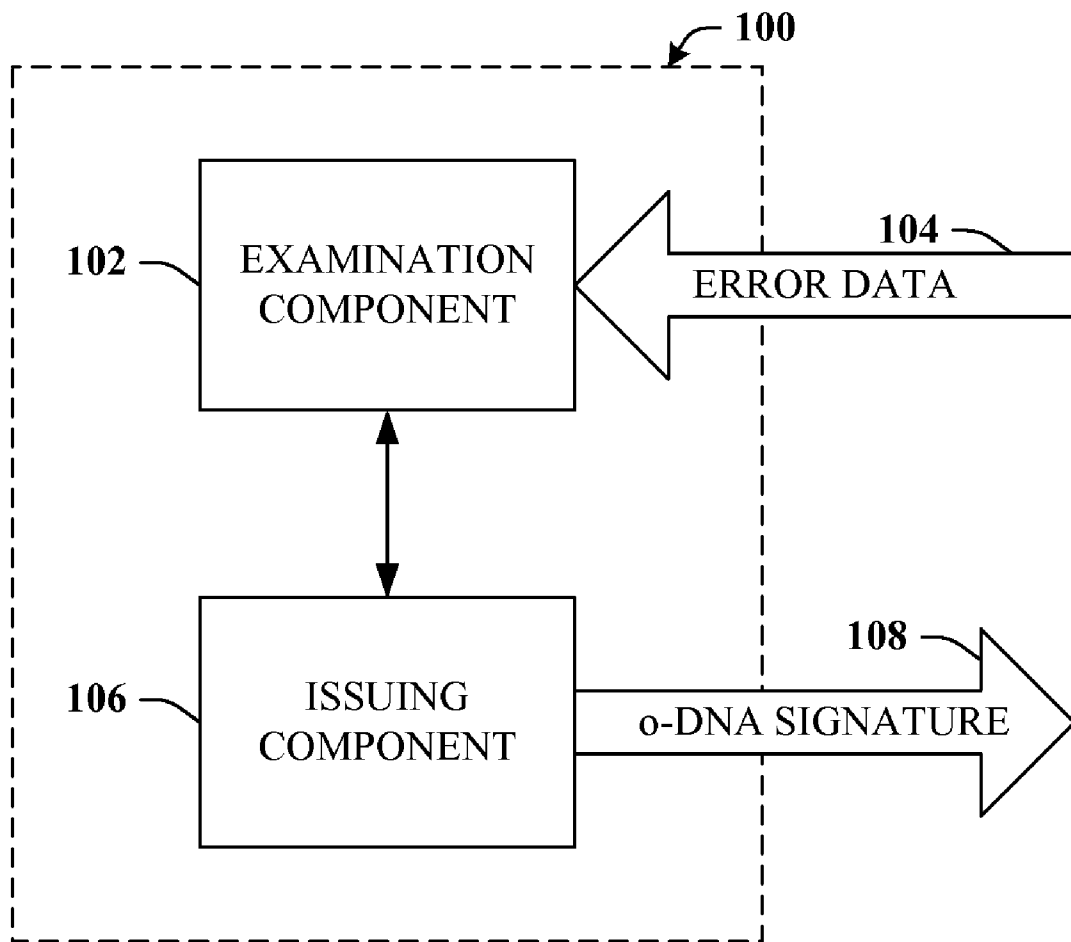 100
104
102
EXAMINATION
COMPONENT
ERROR DATA
108
106
ISSUING
COMPONENT
o-DNA SIGNATURE